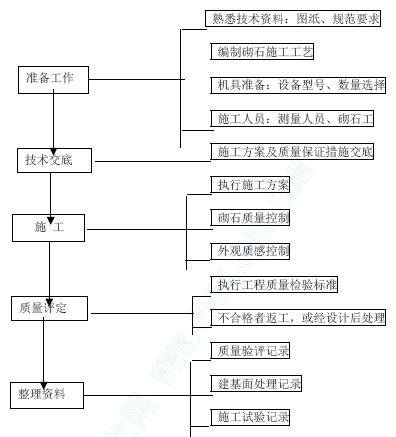 熟悉技术资料：图纸、规范要求
编制砌石施工工艺
准备工作
机具准备：设备型号、数量选择
施工人员：测量人员、砌石工
技术交底
施工方案及质量保证措施交底
执行施工方案
施 工
砌石质量控制
外观质感控制
执行工程质量检验标准
质量评定
不合格者返工，或经设计后处理
质量验评记录
整理资料
建基面处理记录
施工试验记录